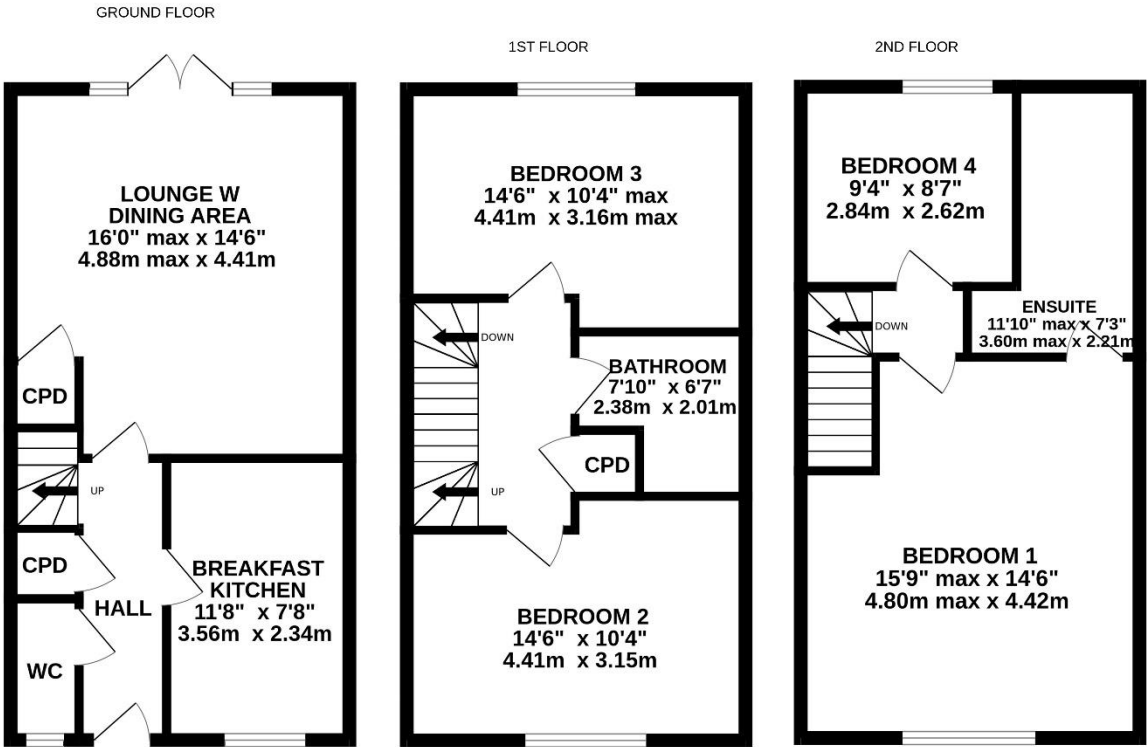 GROUND FLOOR
LOUNGE W
DINING AREA
16'0" max x 14'6"
4.88m max x 4.41m
CPD
UP
CPD
HALL
WC
BREAKFAST
KITCHEN
11'8" x 7'8"
3.56m x 2.34m
1ST FLOOR
BEDROOM 3
14'6" x 10'4" max
4.41m x 3.16m max
DOWN
BATHROOM
7'10" x 6'7"
2.38m x 2.01m
CPD
UP
BEDROOM 2
14'6" x 10'4"
4.41m x 3.15m
2ND FLOOR
BEDROOM 4
9'4" x 8'7"
2.84m x 2.62m
DOWN
ENSUITE
11'10" max x 7'3"
3.60m max x 2.21m
BEDROOM 1
15'9" max x 14'6"
4.80m max x 4.42m